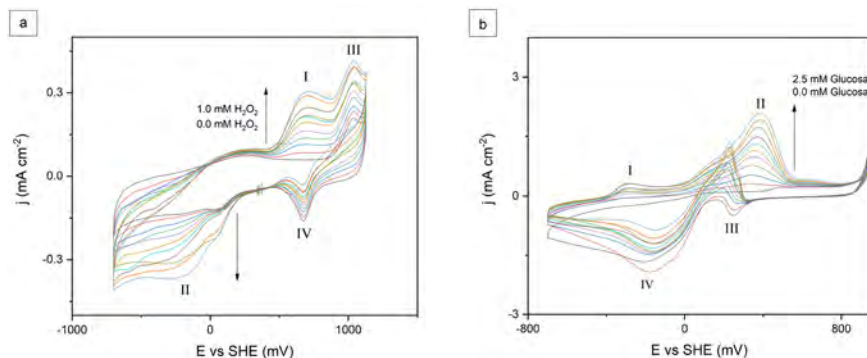 a
j (mA cm⁻²)
0.5
0.3
0.0
-0.3
-1000
0
1000
E vs SHE (mV)
1.0 mM H₂O₂
0.0 mM H₂O₂
I
III
II
IV
b
j (mA cm⁻²)
3
0
-3
-800
0
800
E vs SHE (mV)
2.5 mM Glucosa
0.0 mM Glucosa
I
II
III
IV